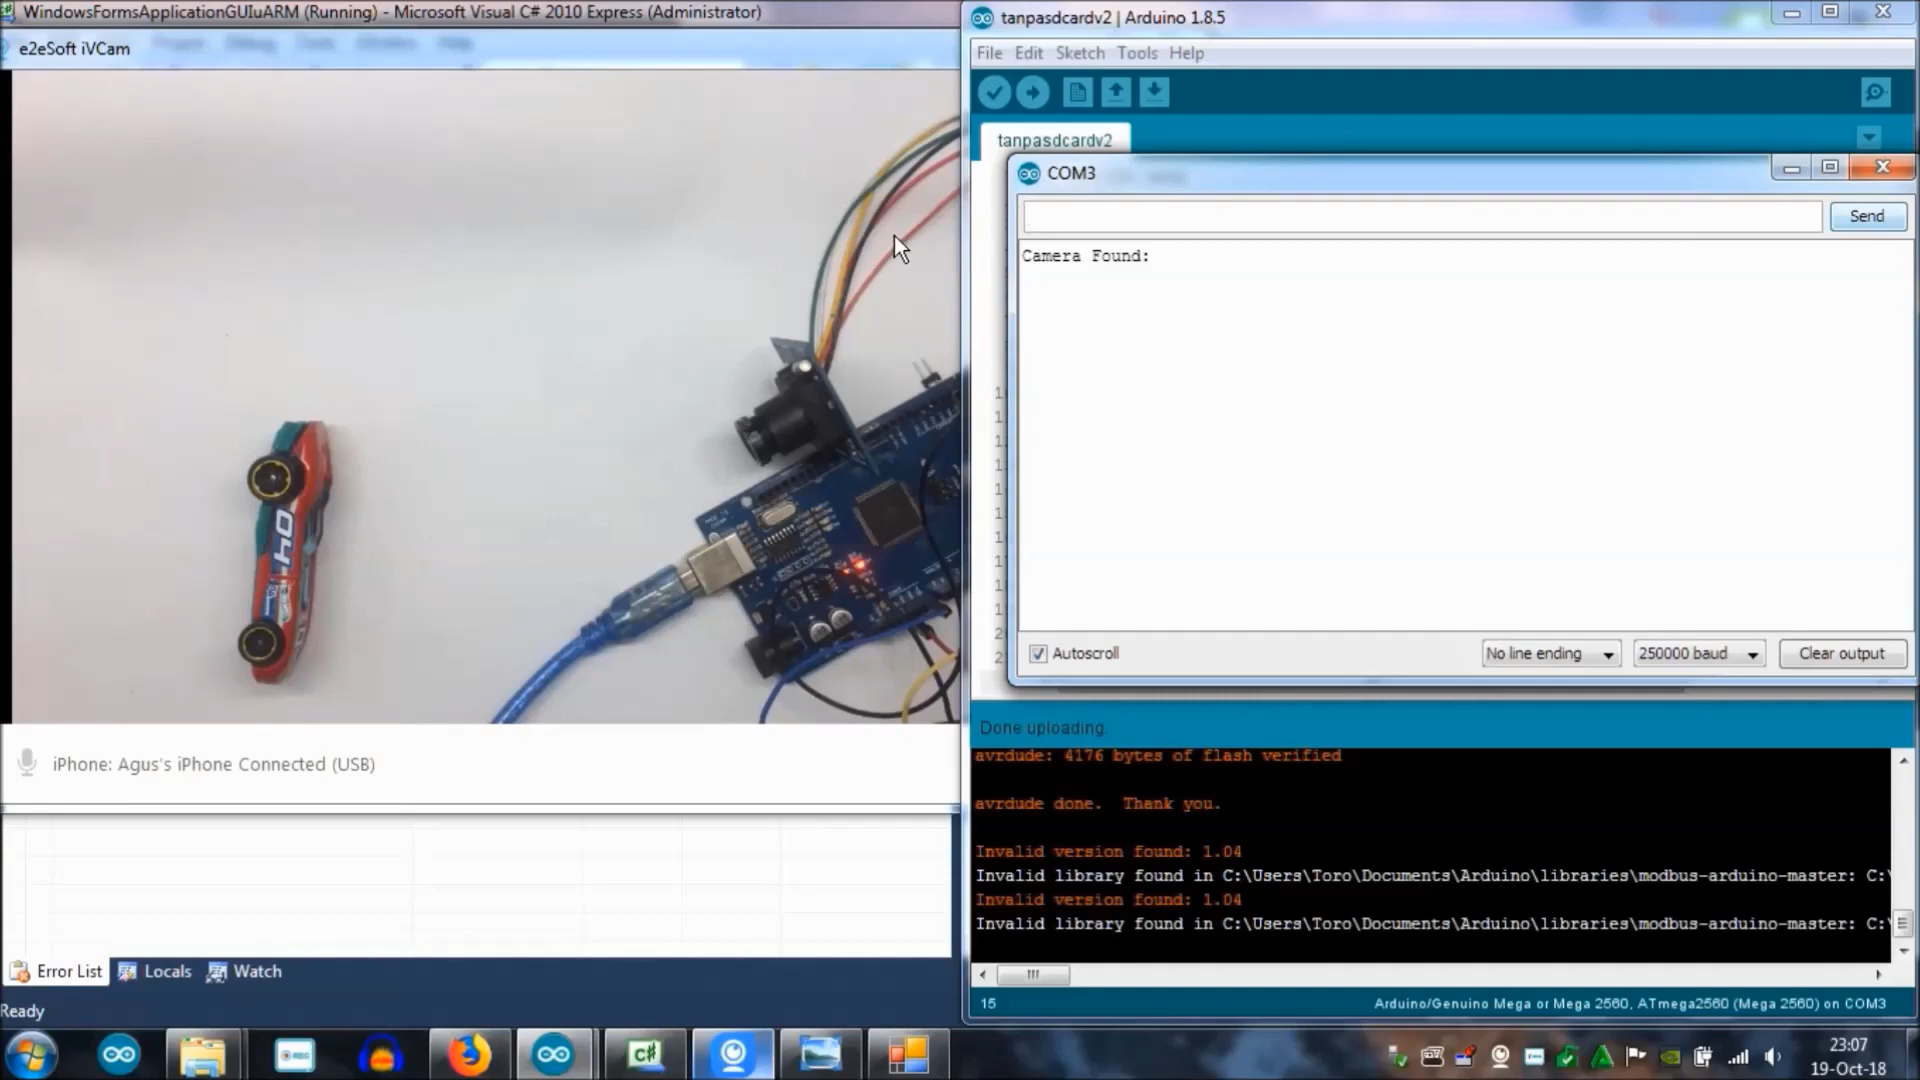 WindowsFormsApplicationGUIuARM (Running) - Microsoft Visual C# 2010 Express (Administrator)
e2eSoft iVCam
04
iPhone: Agus's iPhone Connected (USB)
Error List
Locals
Watch
Ready
tanpasdcardv2 | Arduino 1.8.5
File Edit Sketch Tools Help
tanpasdcardv2
COM3
Send
Camera Found:
Autoscroll
No line ending
250000 baud
Clear output
Done uploading
avrdude: 4176 bytes of flash verified
avrdude done. Thank you.
Invalid version found: 1.04
Invalid library found in C:\Users\Toro\Documents\Arduino\libraries\modbus-arduino-master: C:\
Invalid version found: 1.04
Invalid library found in C:\Users\Toro\Documents\Arduino\libraries\modbus-arduino-master: C:\
15
Arduino/Genuino Mega or Mega 2560, ATmega2560 (Mega 2560) on COM3
REC
C#
23:07
19-Oct-18